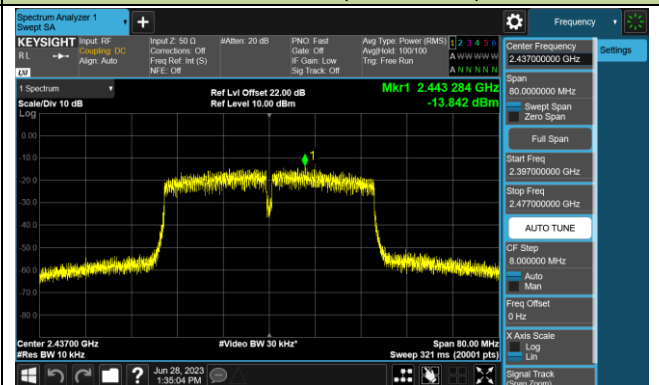 Spectrum Analyzer 1
Swept SA
Frequency
KEYSIGHT
Input: RF
Coupling: DC
Align: Auto
Input Z: 50 Ω
Corrections: Off
Freq Ref: Int (S)
NFE: Off
#Atten: 20 dB
PNO: Fast
Gate: Off
IF Gain: Low
Sig Track: Off
Avg Type: Power (RMS)
Avg|Hold: 100/100
Trig: Free Run
1 2 3 4 5 6
A W W W W W
A N N N N N
RL
LXI
1 Spectrum
Scale/Div 10 dB
Log
Ref Lvl Offset 22.00 dB
Ref Level 10.00 dBm
Mkr1 2.443 284 GHz
-13.842 dBm
1
0.00
-10.0
-20.0
-30.0
-40.0
-50.0
-60.0
-70.0
-80.0
Center 2.43700 GHz
#Res BW 10 kHz
#Video BW 30 kHz*
Span 80.00 MHz
Sweep 321 ms (20001 pts)
Jun 28, 2023
1:35:04 PM
?
Center Frequency
2.437000000 GHz
Settings
Span
80.0000000 MHz
Swept Span
Zero Span
Full Span
Start Freq
2.397000000 GHz
Stop Freq
2.477000000 GHz
AUTO TUNE
CF Step
8.000000 MHz
Auto
Man
Freq Offset
0 Hz
X Axis Scale
Log
Lin
Signal Track
(Span Zoom)